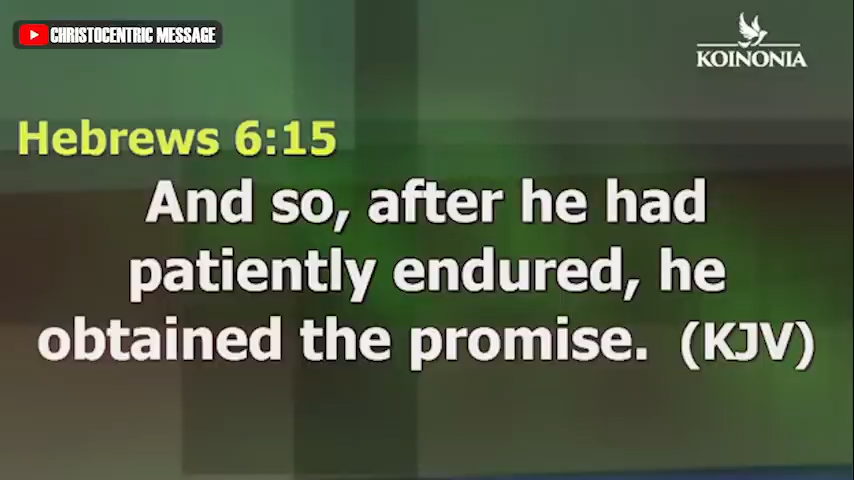 CHRISTOCENTRIC MESSAGE
KOINONIA
Hebrews 6:15
And so, after he had
patiently endured, he
obtained the promise. (KJV)